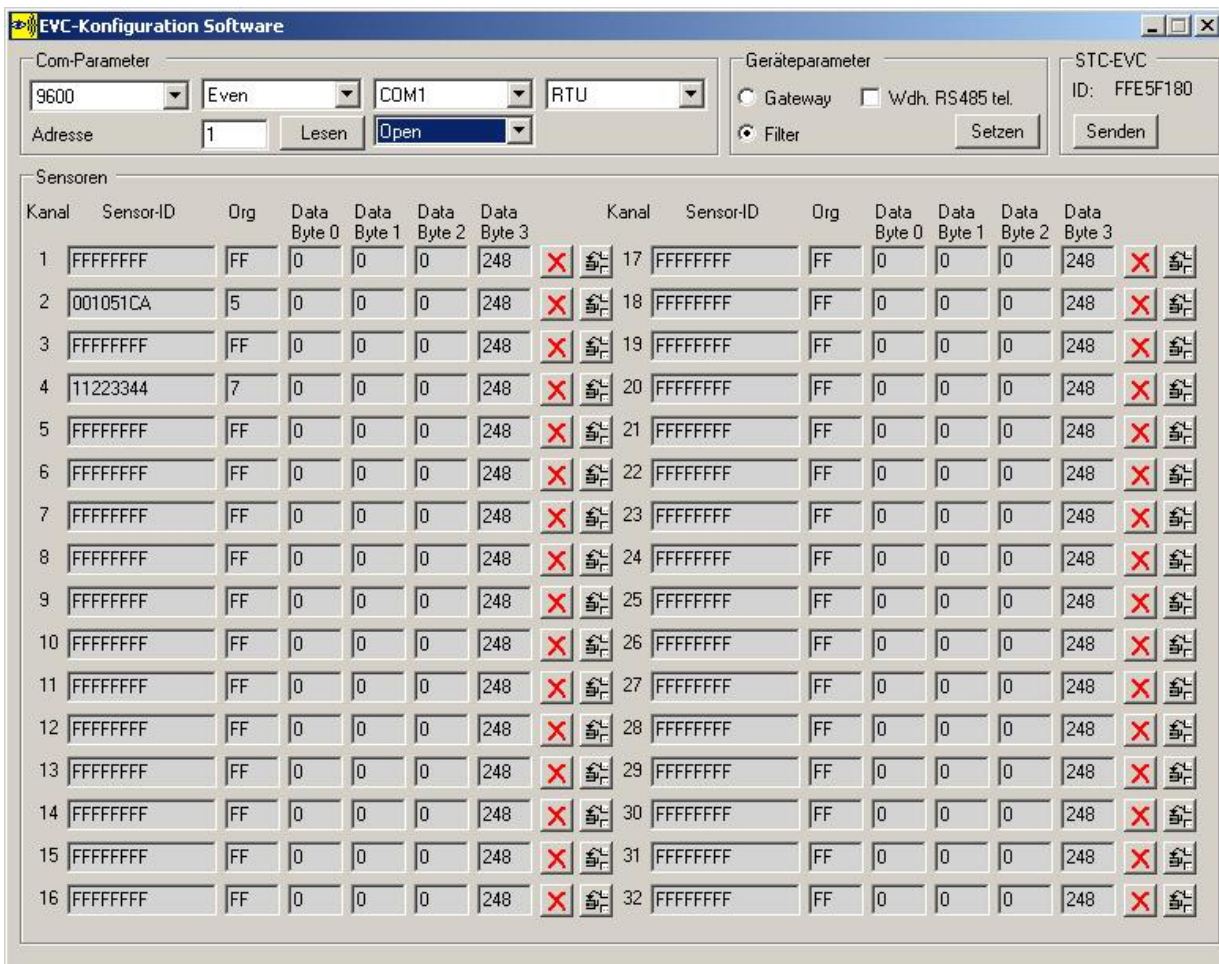 EVC-Konfiguration Software
Com-Parameter Geräteparameter STC-EVC
9600 Even COM1 RTU Gateway Wdh. RS485 tel. ID: FFE5F180
Adresse 1 Lesen Open Filter Setzen Senden
Sensoren
Kanal Sensor-ID Org Data Data Data Data Kanal Sensor-ID Org Data Data Data Data
Byte 0 Byte 1 Byte 2 Byte 3 Byte 0 Byte 1 Byte 2 Byte 3
1 FFFFFFFF FF 0 0 0 248 17 FFFFFFFF FF 0 0 0 248
2 001051CA 5 0 0 0 248 18 FFFFFFFF FF 0 0 0 248
3 FFFFFFFF FF 0 0 0 248 19 FFFFFFFF FF 0 0 0 248
4 11223344 7 0 0 0 248 20 FFFFFFFF FF 0 0 0 248
5 FFFFFFFF FF 0 0 0 248 21 FFFFFFFF FF 0 0 0 248
6 FFFFFFFF FF 0 0 0 248 22 FFFFFFFF FF 0 0 0 248
7 FFFFFFFF FF 0 0 0 248 23 FFFFFFFF FF 0 0 0 248
8 FFFFFFFF FF 0 0 0 248 24 FFFFFFFF FF 0 0 0 248
9 FFFFFFFF FF 0 0 0 248 25 FFFFFFFF FF 0 0 0 248
10 FFFFFFFF FF 0 0 0 248 26 FFFFFFFF FF 0 0 0 248
11 FFFFFFFF FF 0 0 0 248 27 FFFFFFFF FF 0 0 0 248
12 FFFFFFFF FF 0 0 0 248 28 FFFFFFFF FF 0 0 0 248
13 FFFFFFFF FF 0 0 0 248 29 FFFFFFFF FF 0 0 0 248
14 FFFFFFFF FF 0 0 0 248 30 FFFFFFFF FF 0 0 0 248
15 FFFFFFFF FF 0 0 0 248 31 FFFFFFFF FF 0 0 0 248
16 FFFFFFFF FF 0 0 0 248 32 FFFFFFFF FF 0 0 0 248